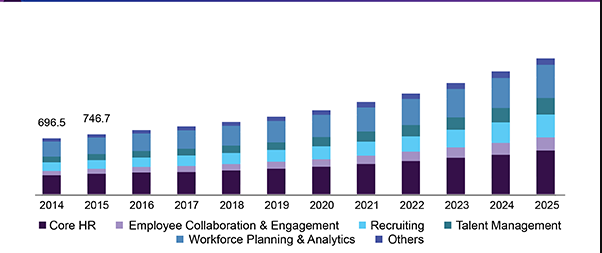 696.5 746.7
2014 2015 2016 2017 2018 2019 2020 2021 2022 2023 2024 2025
Core HR Employee Collaboration & Engagement Recruiting Talent Management
Workforce Planning & Analytics Others